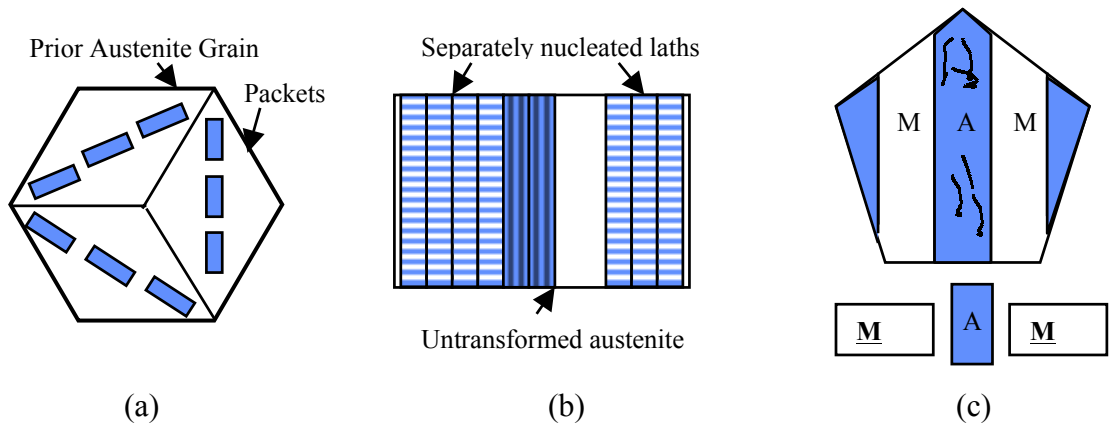 Prior Austenite Grain
Packets
(a)
Separately nucleated laths
Untransformed austenite
(b)
M A M
M A M
(c)